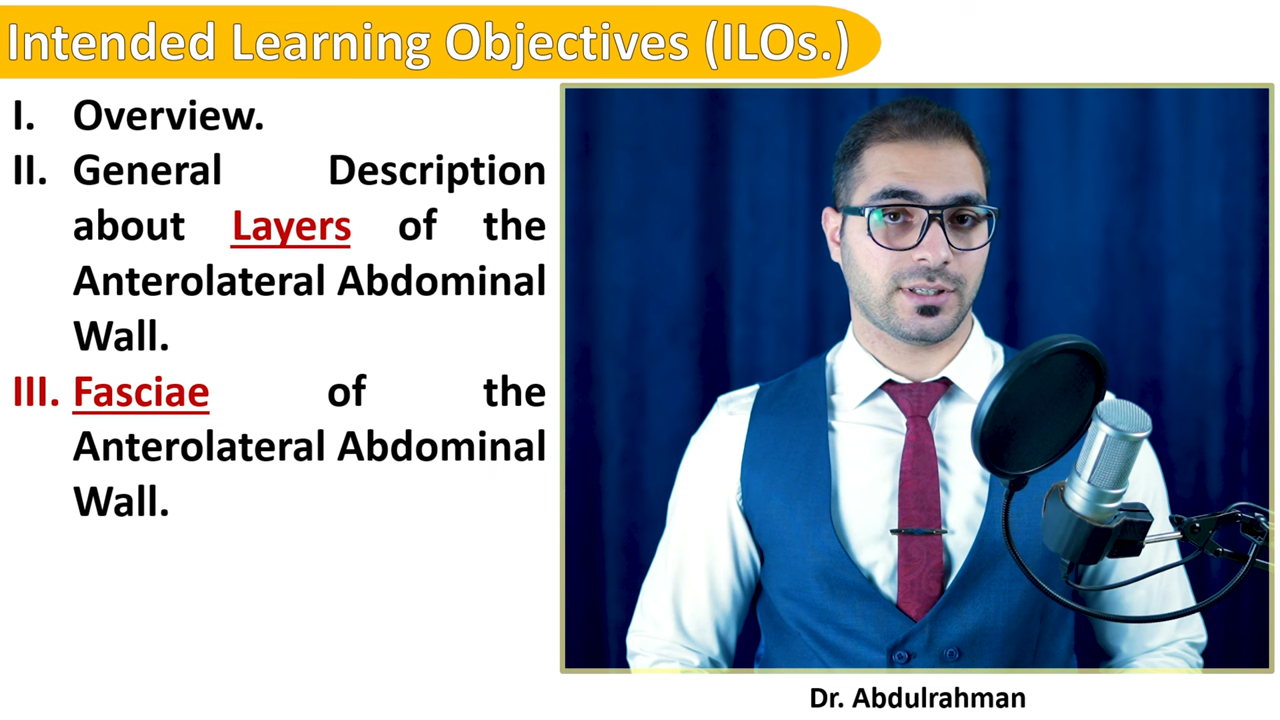 Intended Learning Objectives (ILOs.)
I. Overview.
II. General Description
about Layers of the
Anterolateral Abdominal
Wall.
III. Fasciae of the
Anterolateral Abdominal
Wall.
Dr. Abdulrahman